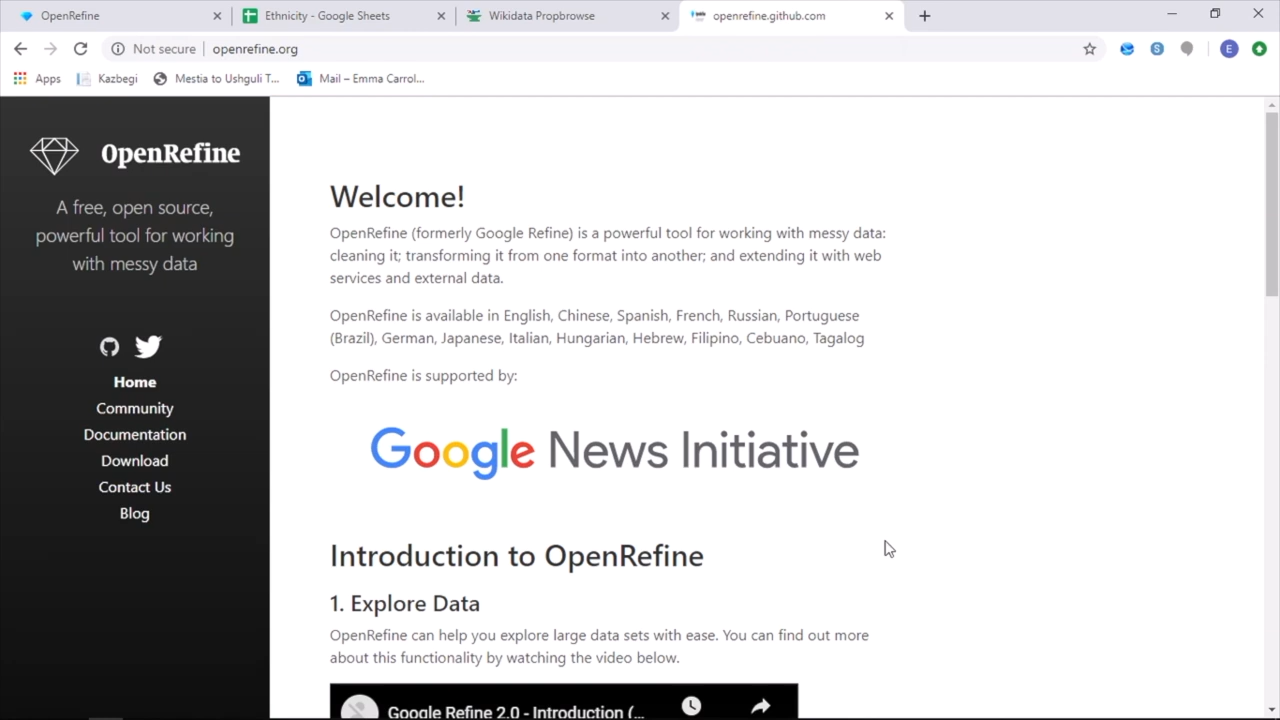 OpenRefine
Ethnicity - Google Sheets
Wikidata Propbrowse
openrefine.github.com
Not secure
openrefine.org
E
Apps
Kazbegi
Mestia to Ushguli T...
Mail – Emma Carrol...
OpenRefine
A free, open source,
powerful tool for working
with messy data
Home
Community
Documentation
Download
Contact Us
Blog
Welcome!
OpenRefine (formerly Google Refine) is a powerful tool for working with messy data:
cleaning it; transforming it from one format into another; and extending it with web
services and external data.
OpenRefine is available in English, Chinese, Spanish, French, Russian, Portuguese
(Brazil), German, Japanese, Italian, Hungarian, Hebrew, Filipino, Cebuano, Tagalog
OpenRefine is supported by:
Google News Initiative
Introduction to OpenRefine
1. Explore Data
OpenRefine can help you explore large data sets with ease. You can find out more
about this functionality by watching the video below.
Google Refine 2.0 - Introduction (...